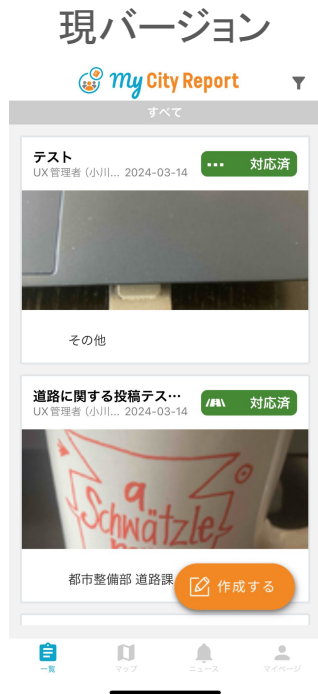 現バージョン
My City Report
すべて
テスト
UX管理者 (小川... 2024-03-14
対応済
その他
道路に関する投稿テス…
UX管理者 (小川... 2024-03-14
対応済
a
Schwätzle
都市整備部 道路課
作成する
一覧
マップ
ニュース
マイページ